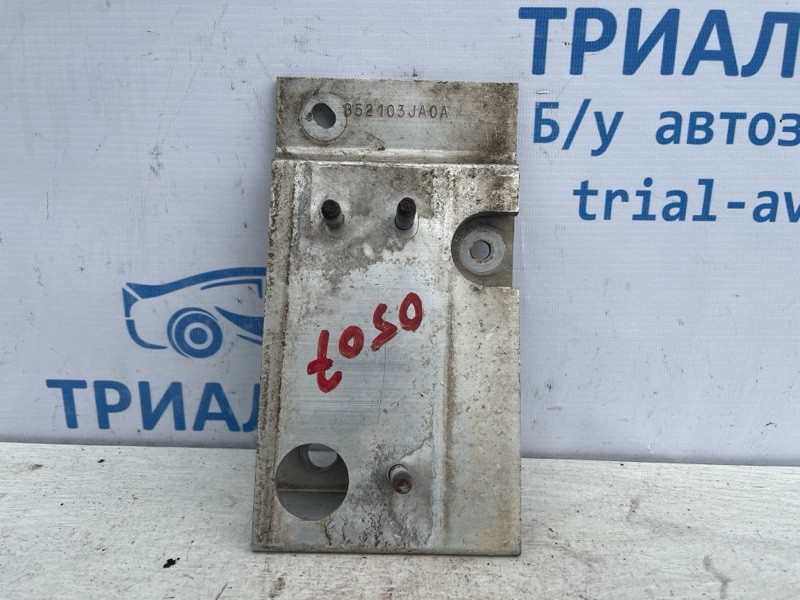 ТРИАЛ
Б/у автоз
trial-av
852103JA0A
0507
ТРИАЛ